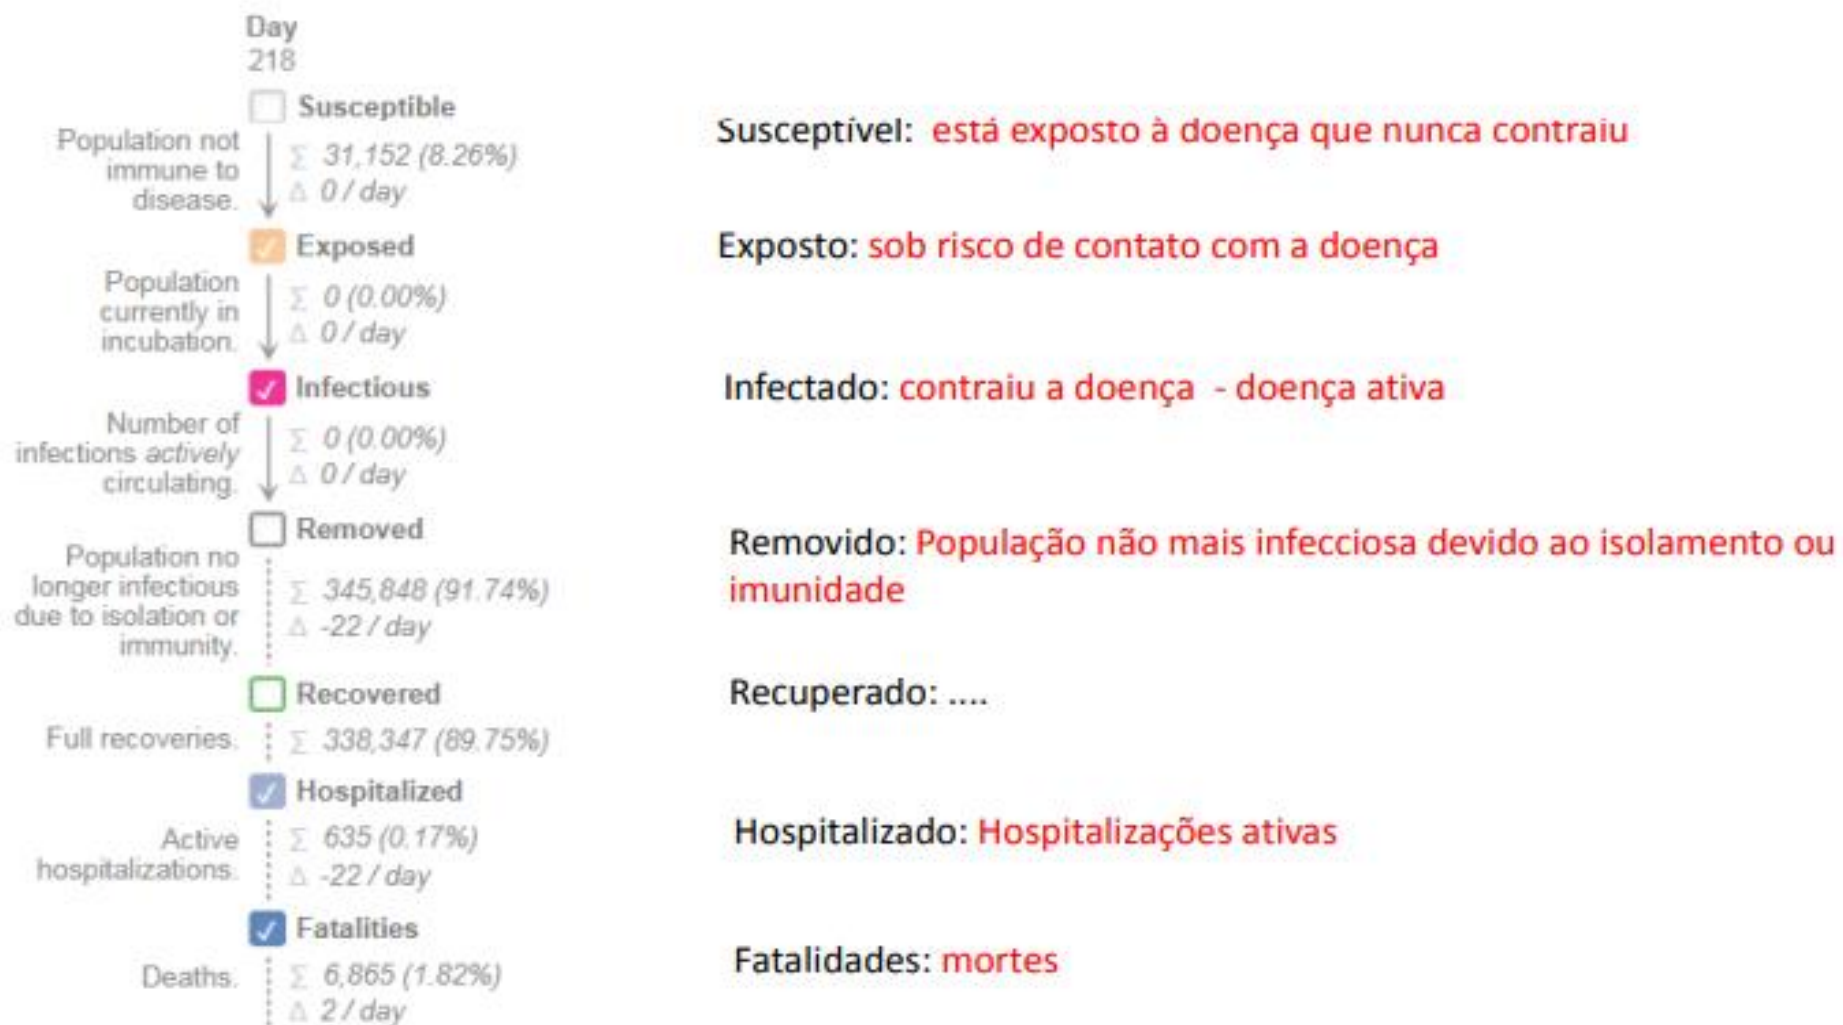 Day
218
Susceptible
Population not
immune to
disease.
Σ 31,152 (8.26%)
Δ 0 / day
Susceptível: está exposto à doença que nunca contraiu
Exposed
Population
currently in
incubation.
Σ 0 (0.00%)
Δ 0 / day
Exposto: sob risco de contato com a doença
Infectious
Number of
infections actively
circulating.
Σ 0 (0.00%)
Δ 0 / day
Infectado: contraiu a doença - doença ativa
Removed
Population no
longer infectious
due to isolation or
immunity.
Σ 345,848 (91.74%)
Δ -22 / day
Removido: População não mais infecciosa devido ao isolamento ou
imunidade
Recovered
Full recoveries.
Σ 338,347 (89.75%)
Recuperado: ....
Hospitalized
Active
hospitalizations.
Σ 635 (0.17%)
Δ -22 / day
Hospitalizado: Hospitalizações ativas
Fatalities
Deaths.
Σ 6,865 (1.82%)
Δ 2 / day
Fatalidades: mortes